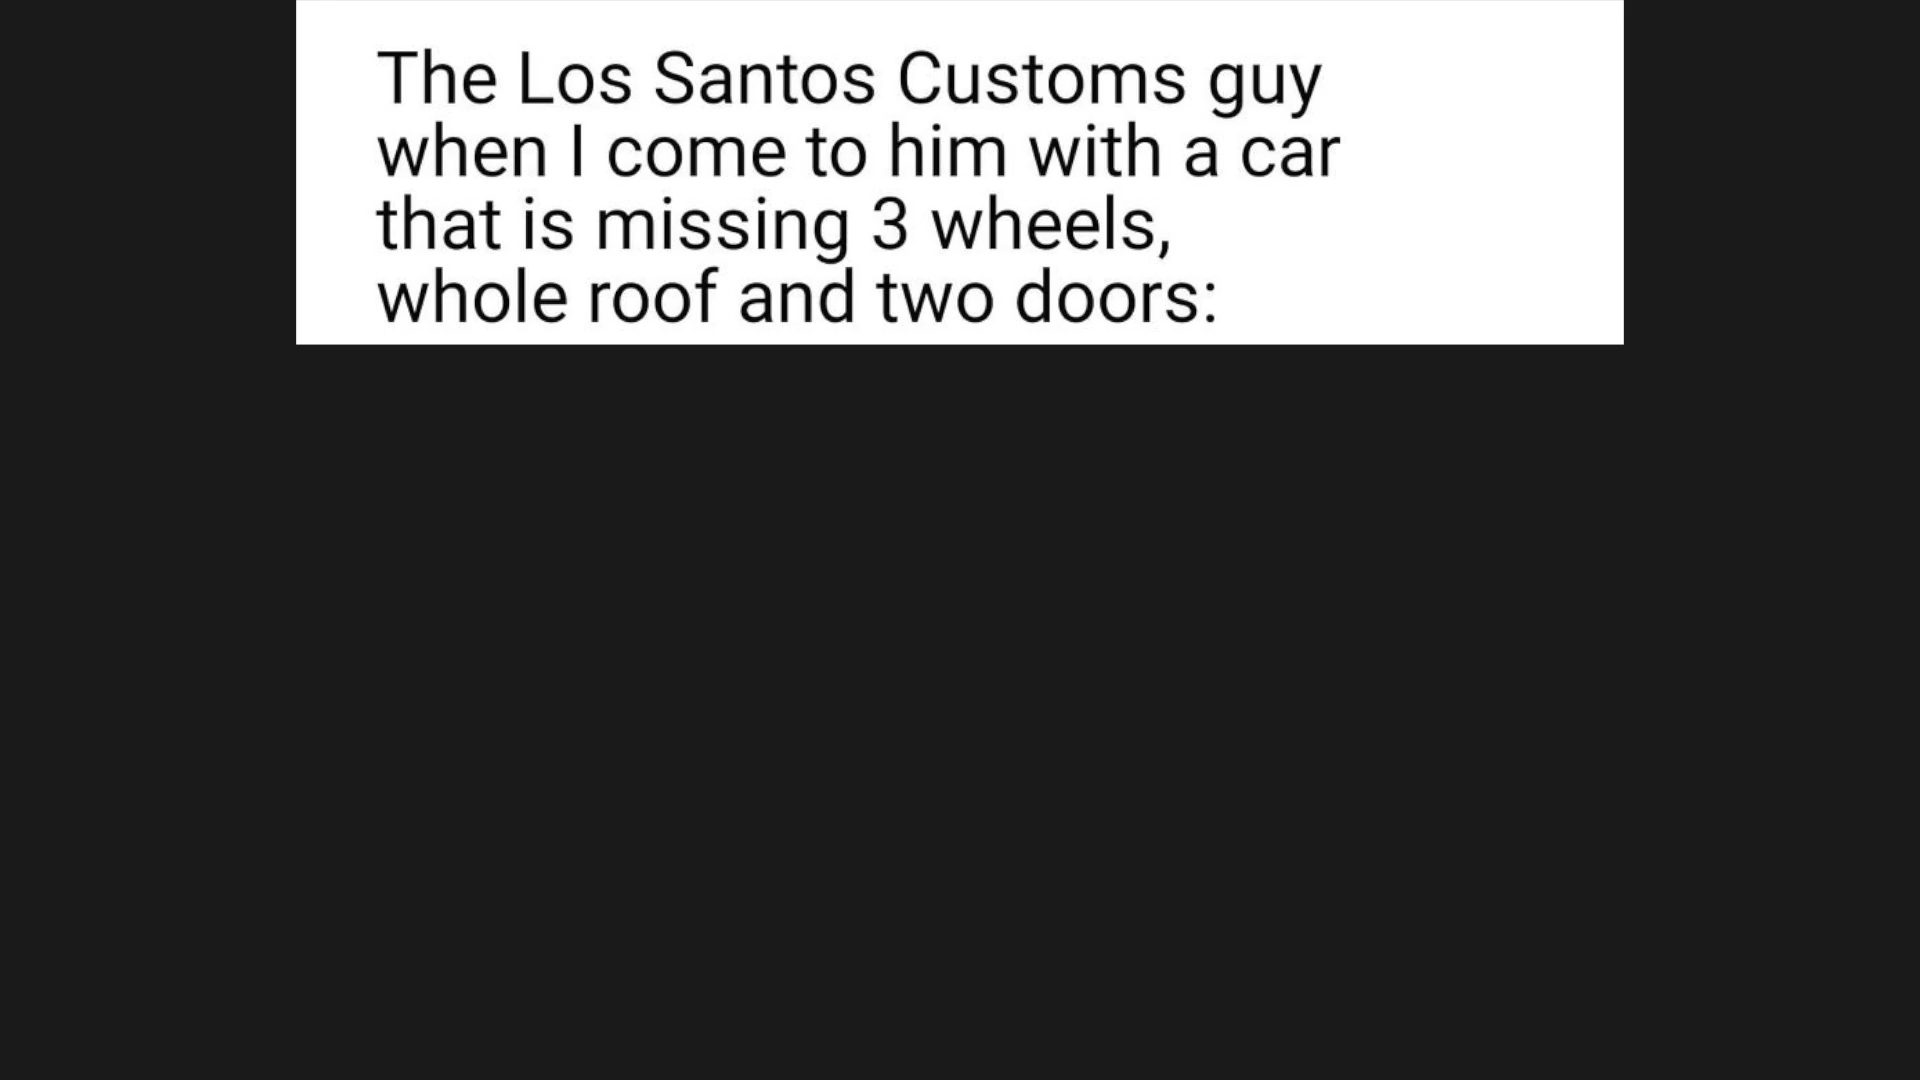 The Los Santos Customs guy
when I come to him with a car
that is missing 3 wheels,
whole roof and two doors: